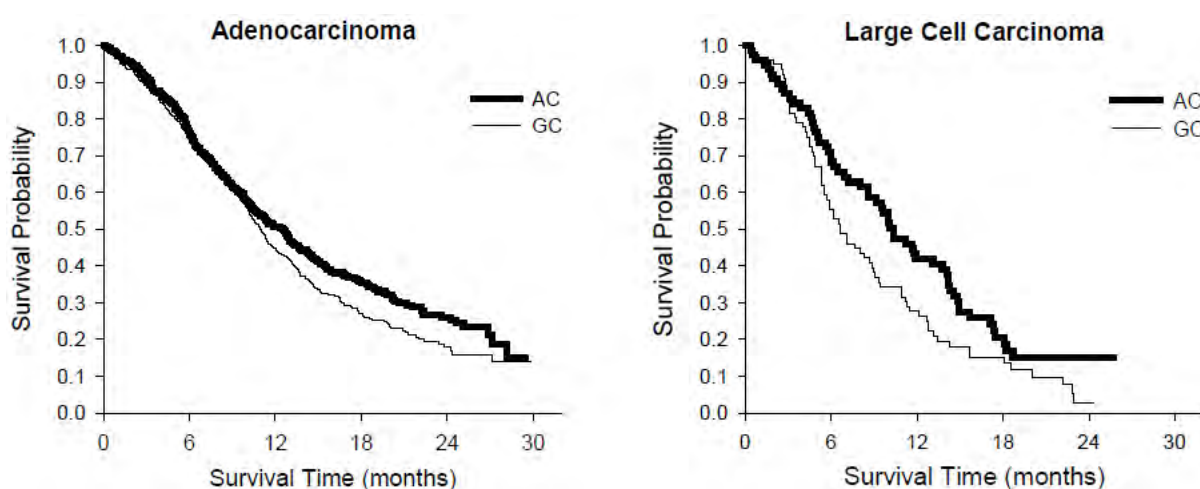 Adenocarcinoma
1.0
0.9
0.8
0.7
0.6
0.5
0.4
0.3
0.2
0.1
0.0
Survival Probability
AC
GC
0 6 12 18 24 30
Survival Time (months)
Large Cell Carcinoma
1.0
0.9
0.8
0.7
0.6
0.5
0.4
0.3
0.2
0.1
0.0
Survival Probability
AC
GC
0 6 12 18 24 30
Survival Time (months)